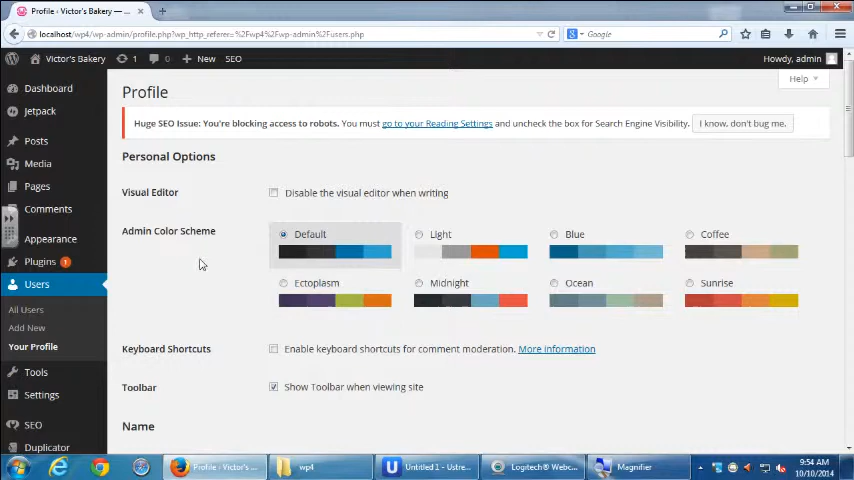 Profile ‹ Victor's Bakery...
localhost/wp4/wp-admin/profile.php?wp_http_referer=%2Fwp4%2Fwp-admin%2Fusers.php
Google
Victor's Bakery 1 0 New SEO
Howdy, admin
Dashboard
Jetpack
Posts
Media
Pages
Comments
Appearance
Plugins 1
Users
All Users
Add New
Your Profile
Tools
Settings
SEO
Duplicator
Help
Profile
Huge SEO Issue: You're blocking access to robots. You must go to your Reading Settings and uncheck the box for Search Engine Visibility. I know, don't bug me.
Personal Options
Visual Editor Disable the visual editor when writing
Admin Color Scheme Default Light Blue Coffee
Ectoplasm Midnight Ocean Sunrise
Keyboard Shortcuts Enable keyboard shortcuts for comment moderation. More information
Toolbar Show Toolbar when viewing site
Name
Profile ‹ Victor's B... wp4 Untitled 1 - Ustre... Logitech® Webc... Magnifier
9:54 AM
10/10/2014